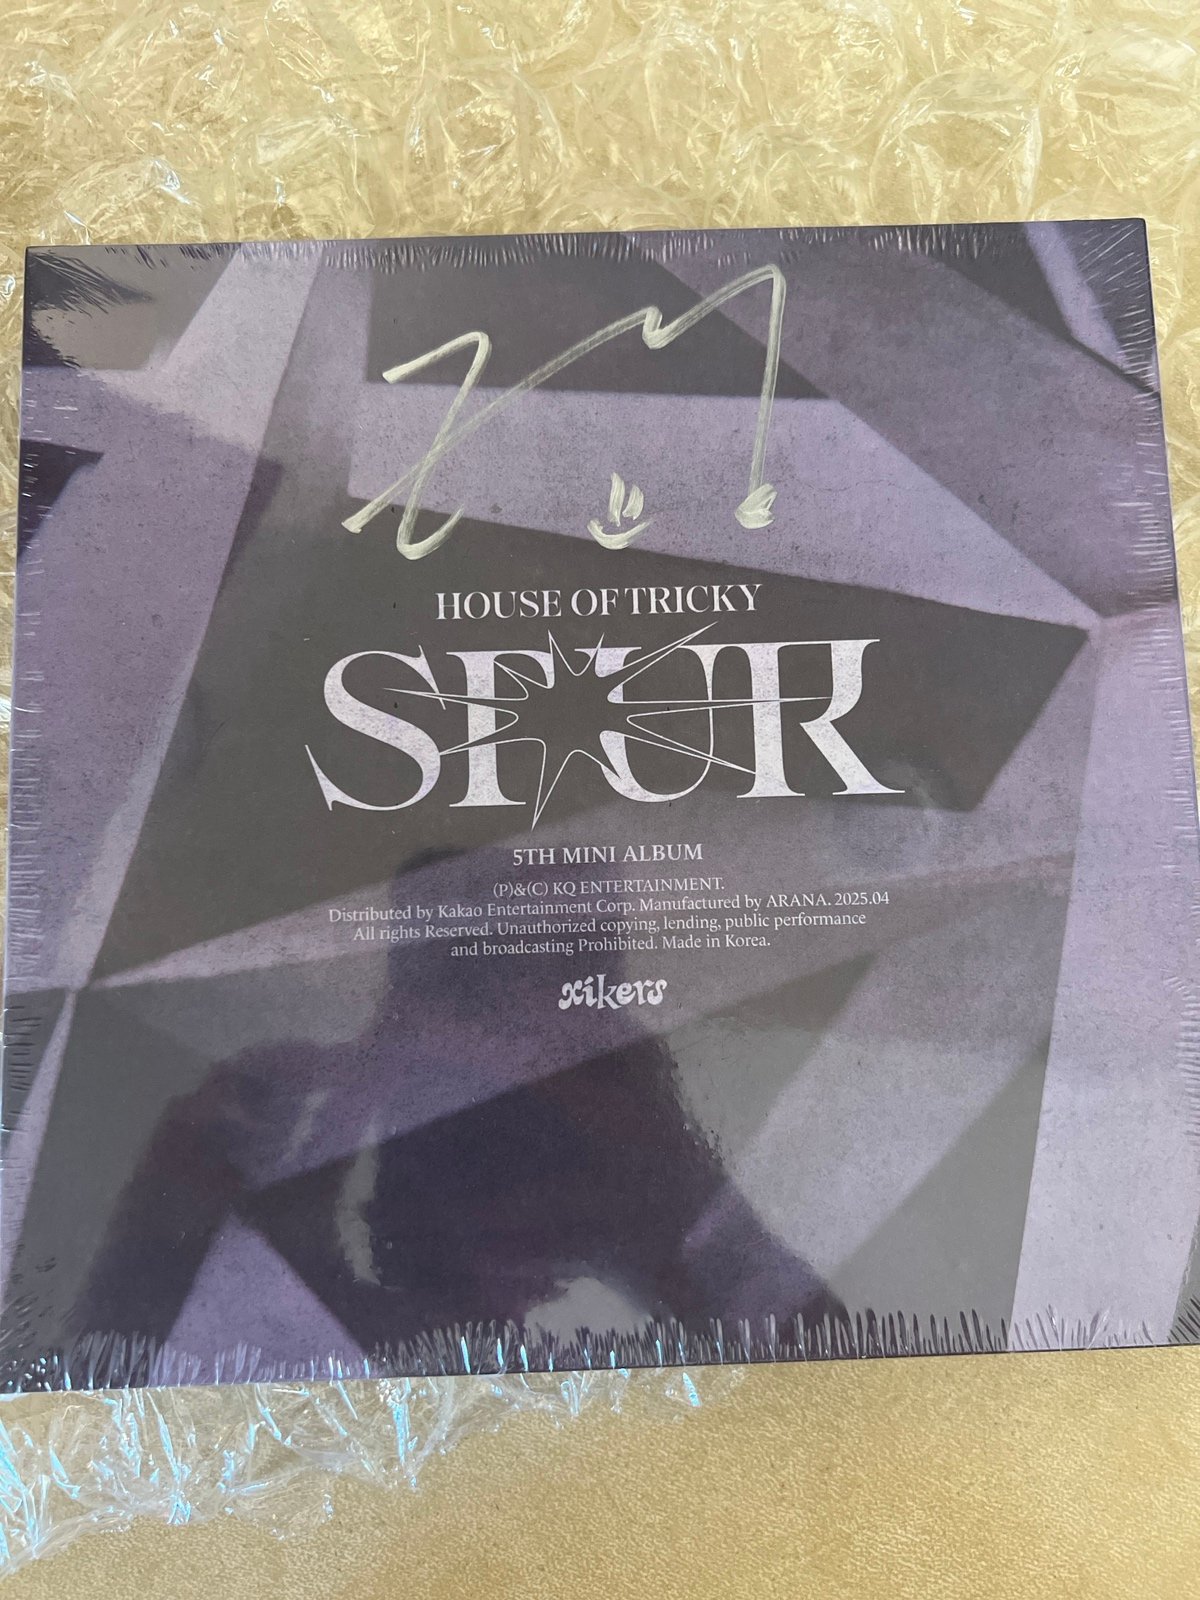 HOUSE OF TRICKY
SPUR
5TH MINI ALBUM
(P)&(C) KQ ENTERTAINMENT.
Distributed by Kakao Entertainment Corp. Manufactured by ARANA. 2025.04
All rights Reserved. Unauthorized copying, lending, public performance
and broadcasting Prohibited. Made in Korea.
xikers